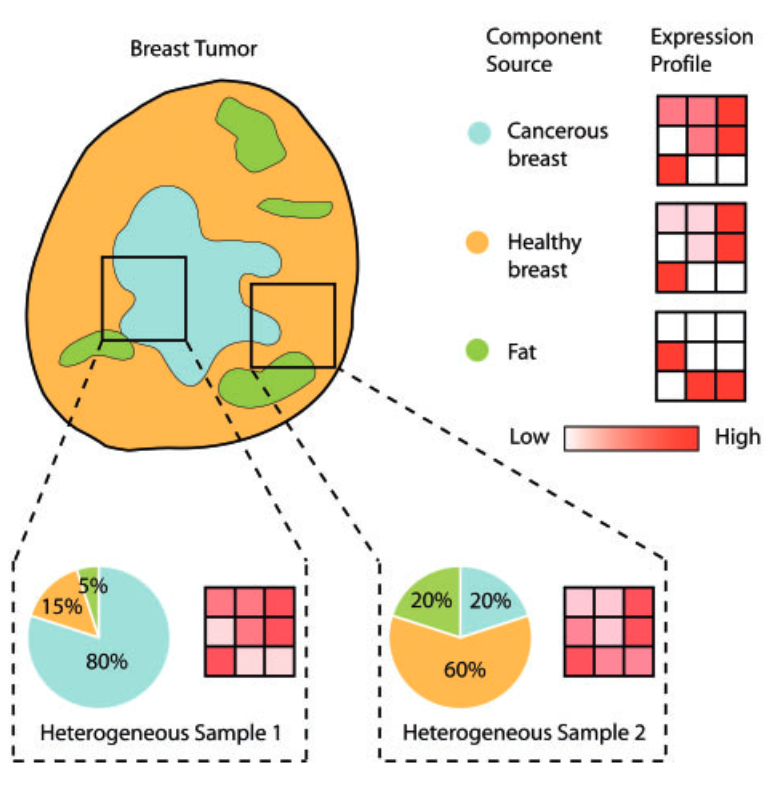 Breast Tumor
Component
Source
Expression
Profile
Cancerous
breast
Healthy
breast
Fat
Low
High
5%
15%
80%
Heterogeneous Sample 1
20%
20%
60%
Heterogeneous Sample 2